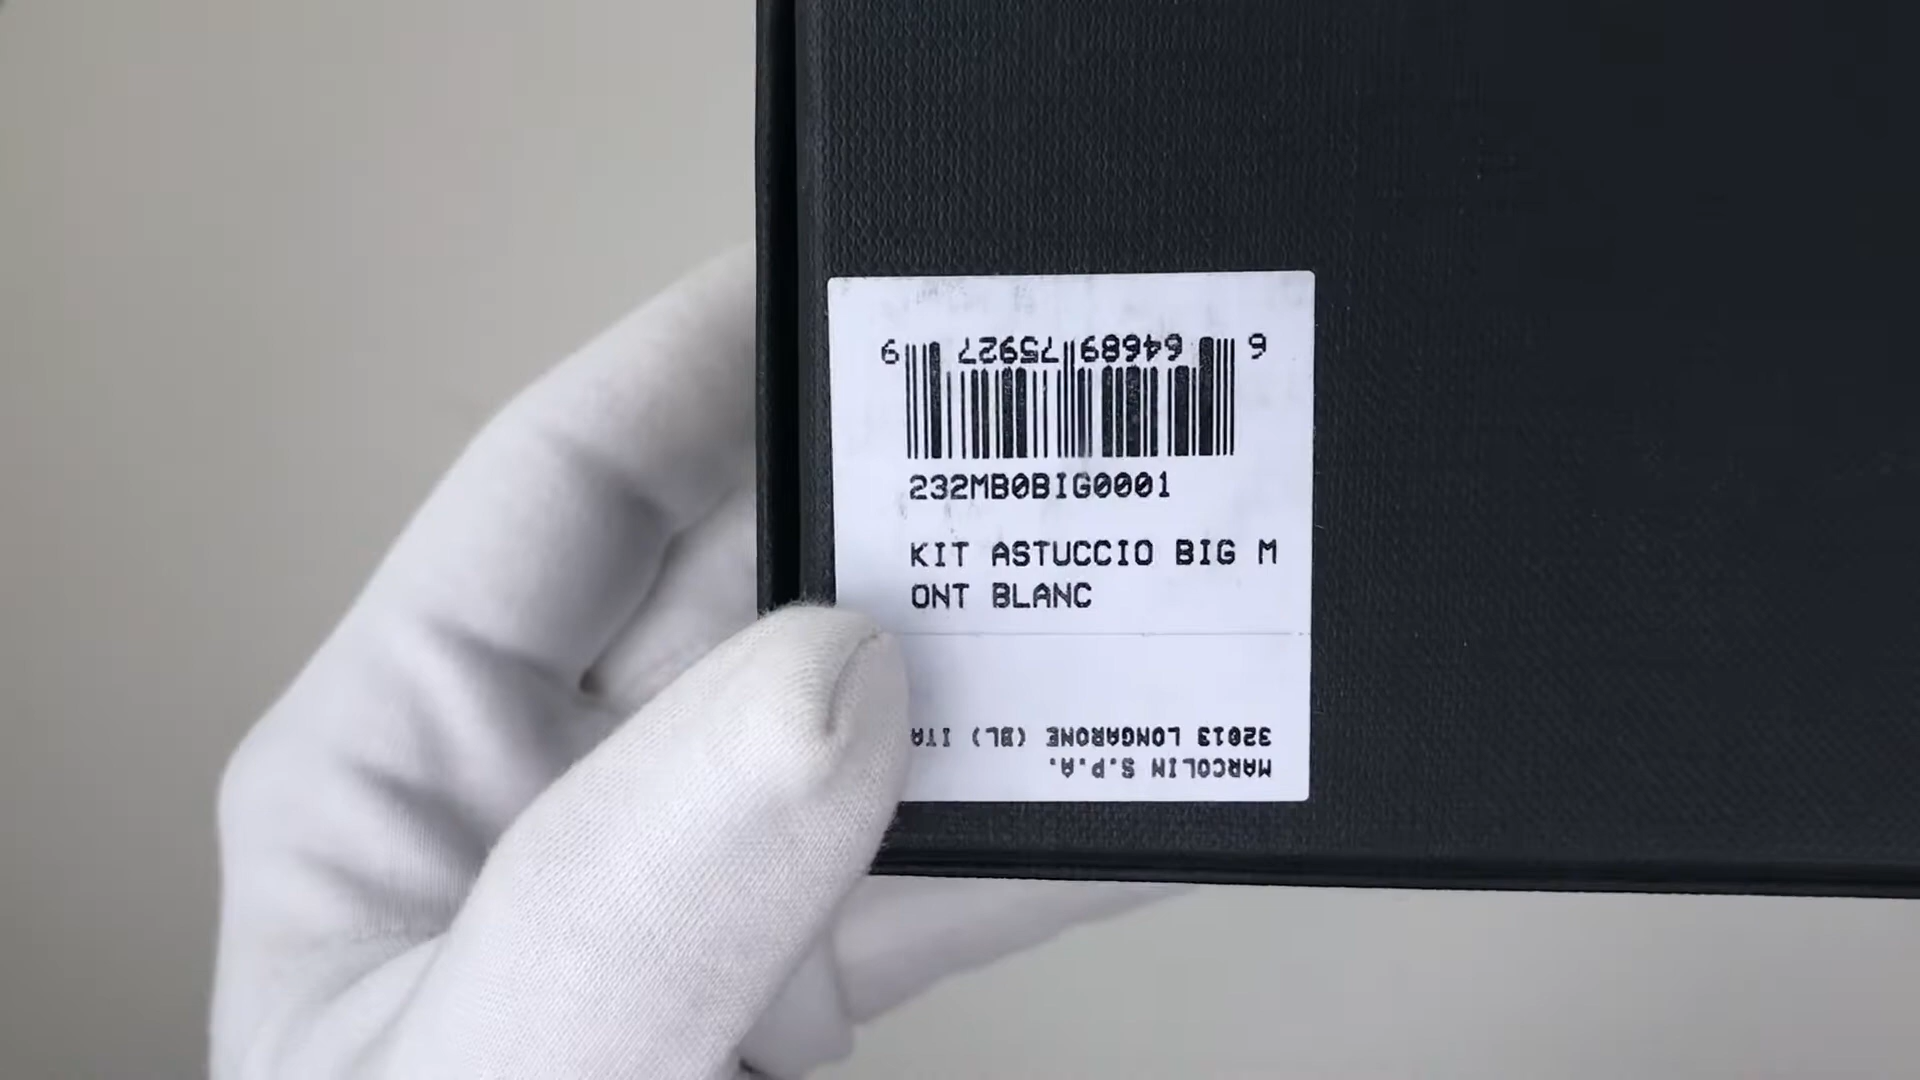 6 64689 75927 9
232MB0BIG0001
KIT ASTUCCIO BIG M
ONT BLANC
MARCOLIN S.P.A.
32013 LONGARONE (BL) ITA